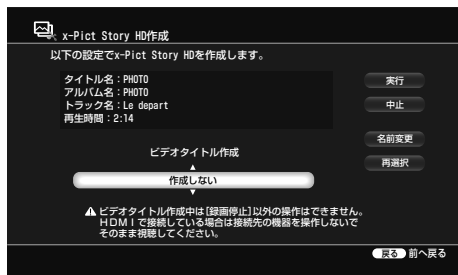 x-Pict Story HD作成
以下の設定でx-Pict Story HDを作成します。
タイトル名：PHOTO
アルバム名：PHOTO
トラック名：Le depart
再生時間：2:14
実行
中止
名前変更
再選択
ビデオタイトル作成
作成しない
ビデオタイトル作成中は[録画停止]以外の操作はできません。
ＨＤＭＩで接続している場合は接続先の機器を操作しないで
そのまま視聴してください。
戻る 前へ戻る